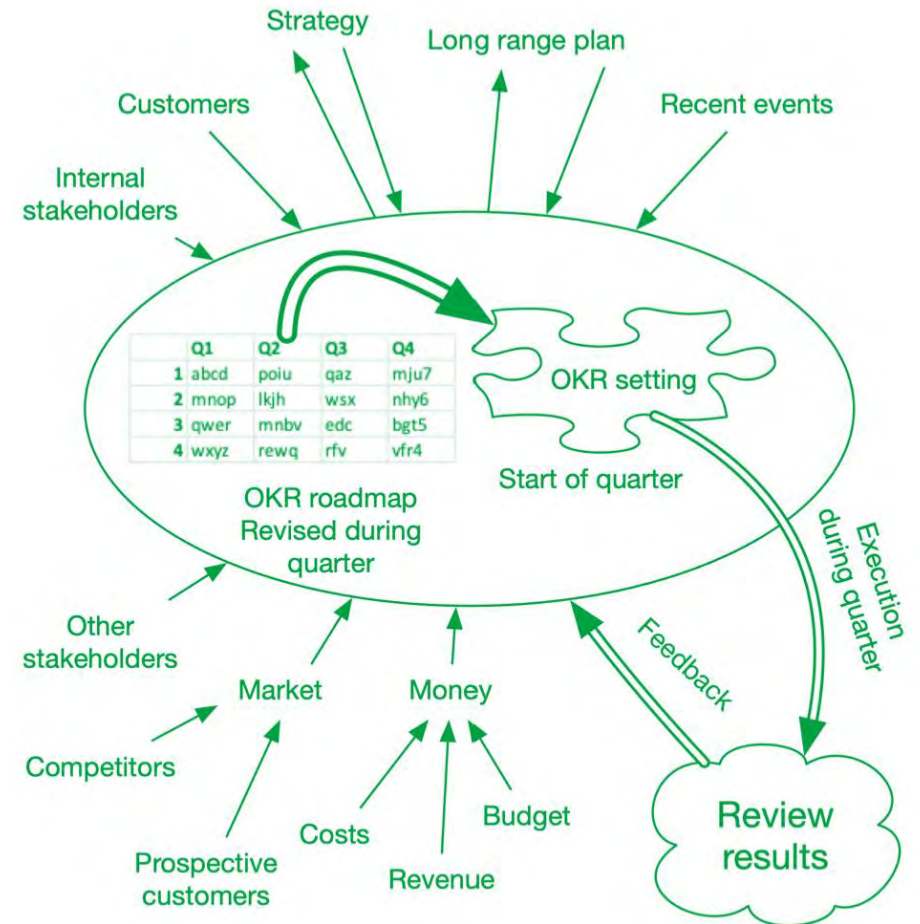 Strategy
Long range plan
Customers
Recent events
Internal
stakeholders
Q1 Q2 Q3 Q4
1 abcd poiu qaz mju7
2 mnop lkjh wsx nhy6
3 qwer mnbv edc bgt5
4 wxyz rewq rfv vfr4
OKR setting
Start of quarter
OKR roadmap
Revised during
quarter
Execution
during quarter
Feedback
Other
stakeholders
Market
Money
Competitors
Costs
Budget
Revenue
Prospective
customers
Review
results